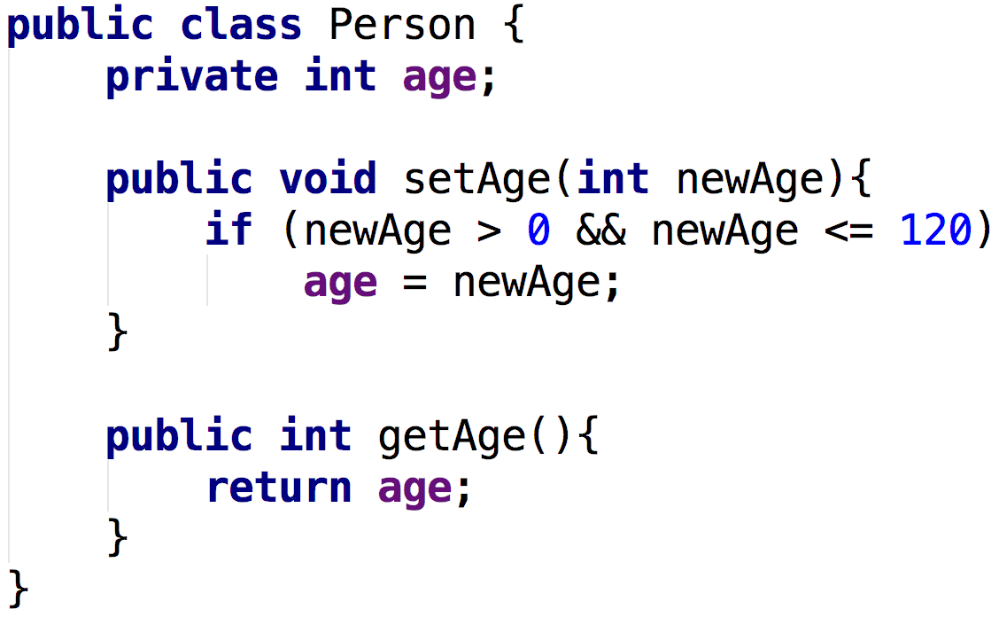 public class Person {
    private int age;

    public void setAge(int newAge){
        if (newAge > 0 && newAge <= 120)
            age = newAge;
    }

    public int getAge(){
        return age;
    }
}